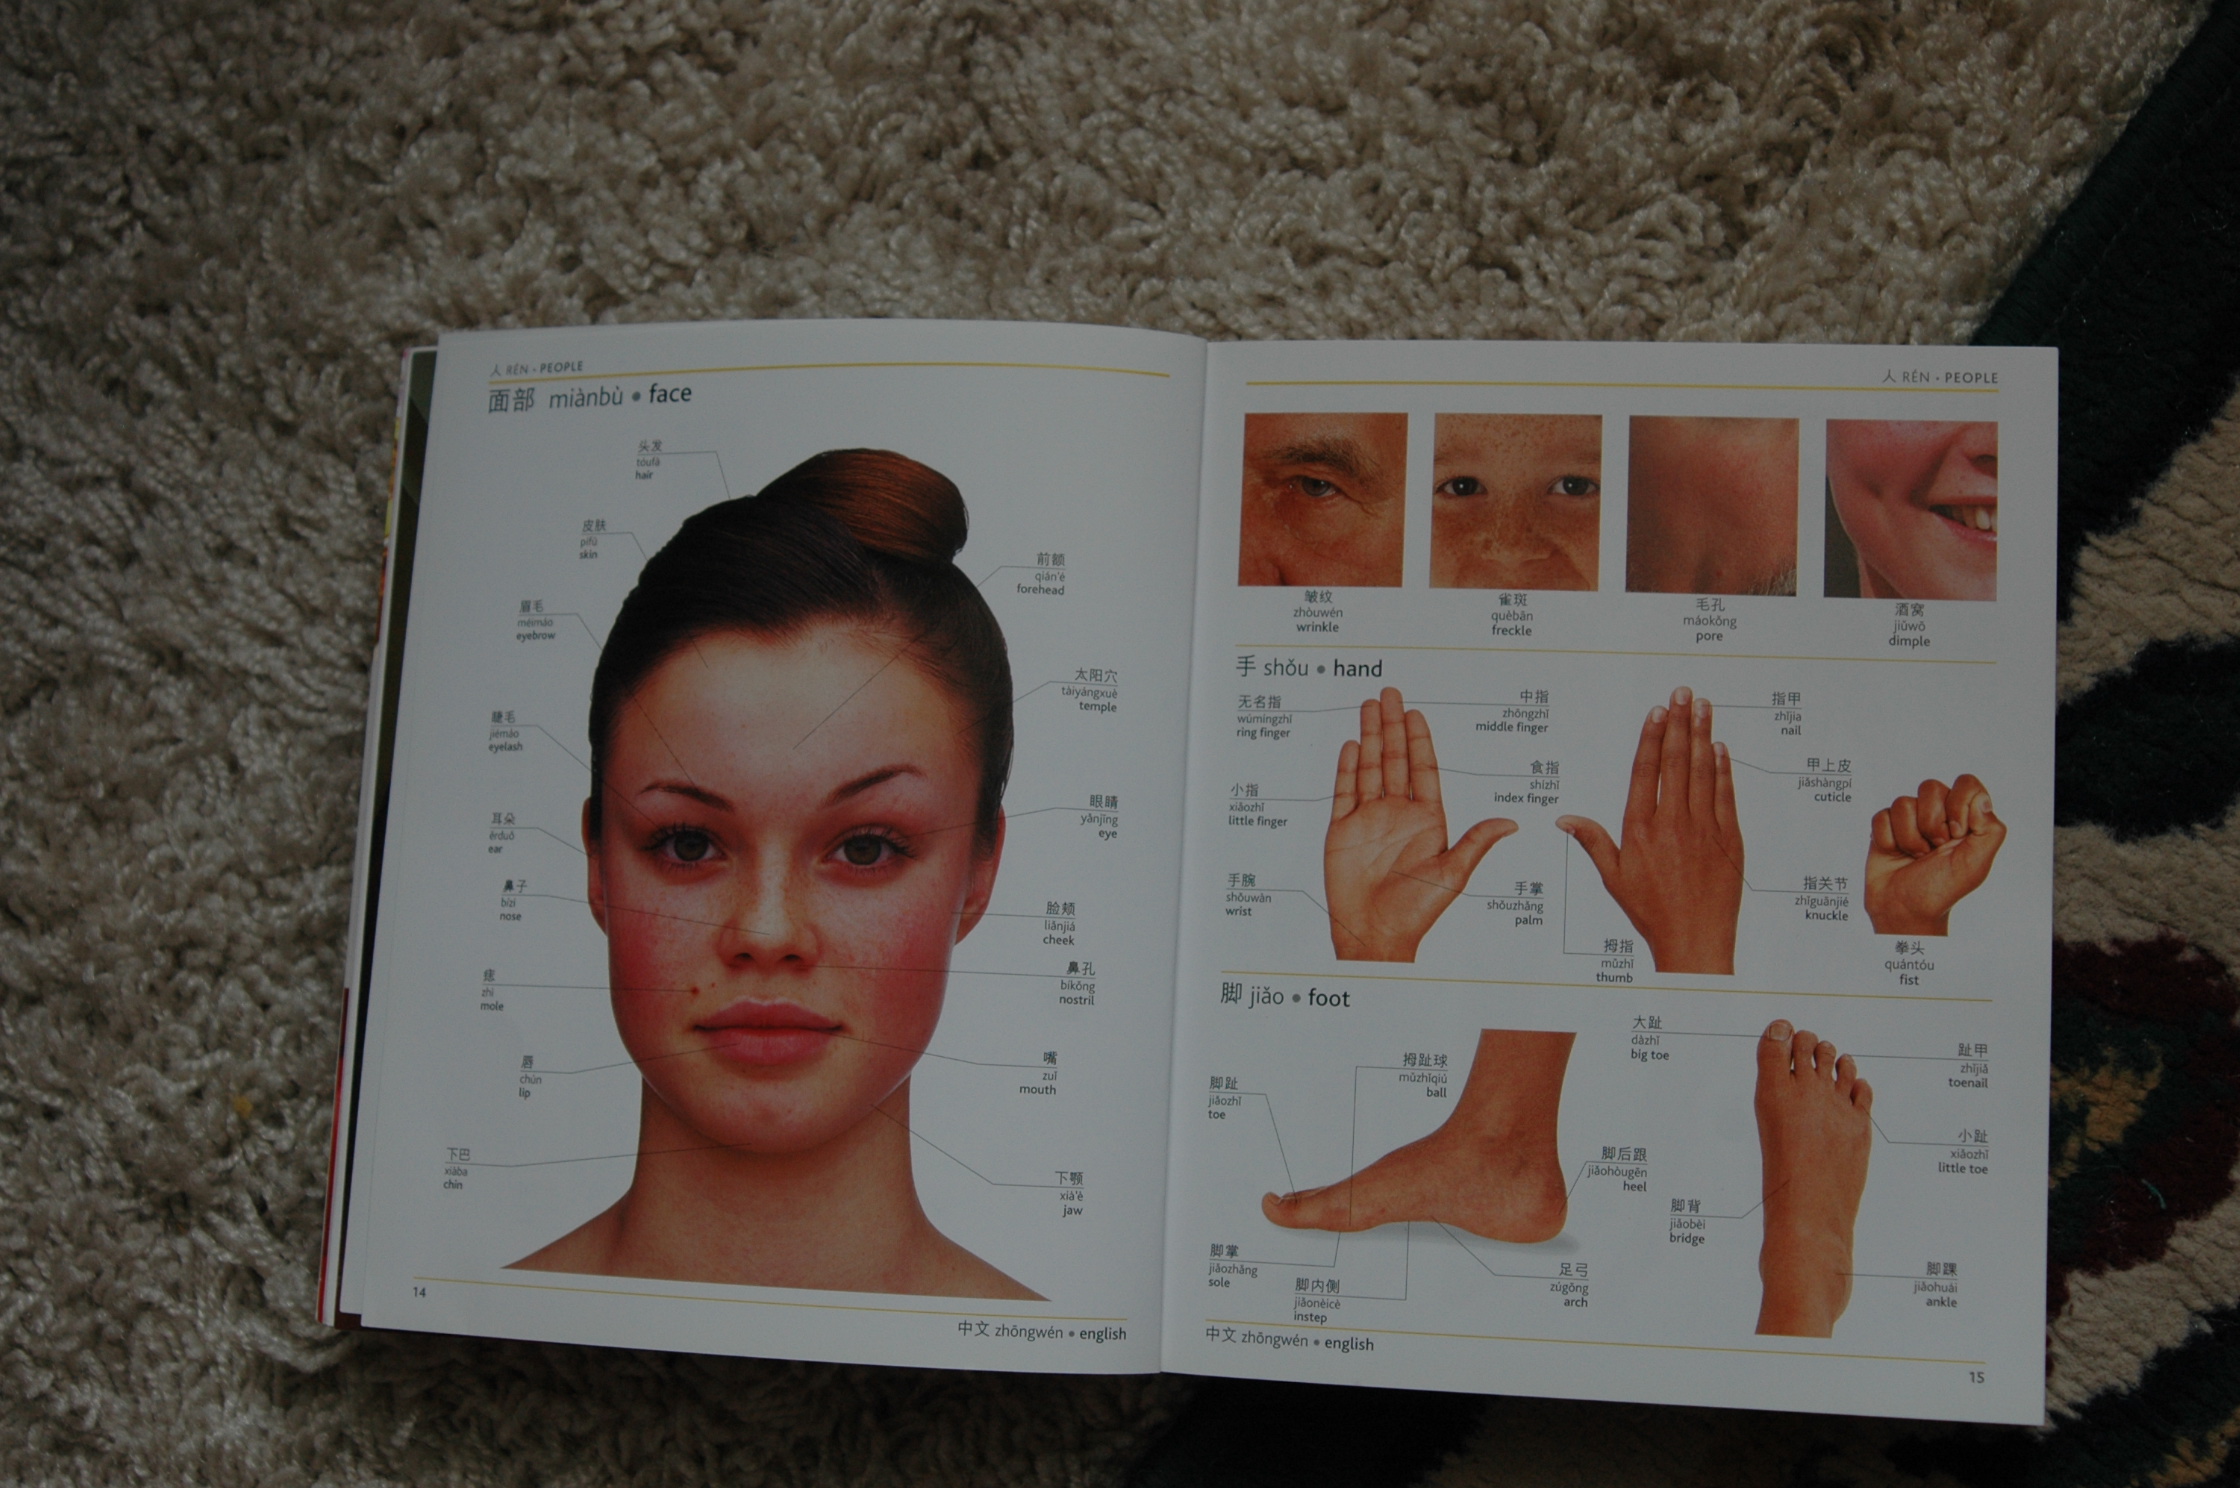 人 RÉN • PEOPLE
面部 miànbù • face
头发
tóufà
hair
皮肤
pífū
skin
前额
qián'é
forehead
眉毛
méimáo
eyebrow
太阳穴
tàiyángxué
temple
睫毛
jiémáo
eyelash
眼睛
yǎnjīng
eye
耳朵
ěrduō
ear
鼻子
bízi
nose
脸颊
liǎnjiá
cheek
鼻孔
bíkǒng
nostril
痣
zhì
mole
嘴
zuǐ
mouth
唇
chún
lip
下巴
xiàba
chin
下颚
xià'è
jaw
14
中文 zhōngwén • english
人 RÉN • PEOPLE
皱纹
zhòuwén
wrinkle
雀斑
quèbān
freckle
毛孔
máokǒng
pore
酒窝
jiǔwō
dimple
手 shǒu • hand
无名指
wúmíngzhǐ
ring finger
中指
zhōngzhǐ
middle finger
指甲
zhǐjia
nail
食指
shízhǐ
index finger
甲上皮
jiǎshàngpí
cuticle
小指
xiǎozhǐ
little finger
手腕
shǒuwàn
wrist
手掌
shǒuzhǎng
palm
指关节
zhǐguānjié
knuckle
拇指
mǔzhǐ
thumb
拳头
quántóu
fist
脚 jiǎo • foot
大趾
dàzhǐ
big toe
趾甲
zhǐjiǎ
toenail
拇趾球
mǔzhǐqiú
ball
脚趾
jiǎozhǐ
toe
小趾
xiǎozhǐ
little toe
脚后跟
jiǎohòugēn
heel
脚背
jiǎobèi
bridge
脚掌
jiǎozhǎng
sole
脚内侧
jiǎonèicè
instep
足弓
zúgōng
arch
脚踝
jiǎohuái
ankle
中文 zhōngwén • english
15